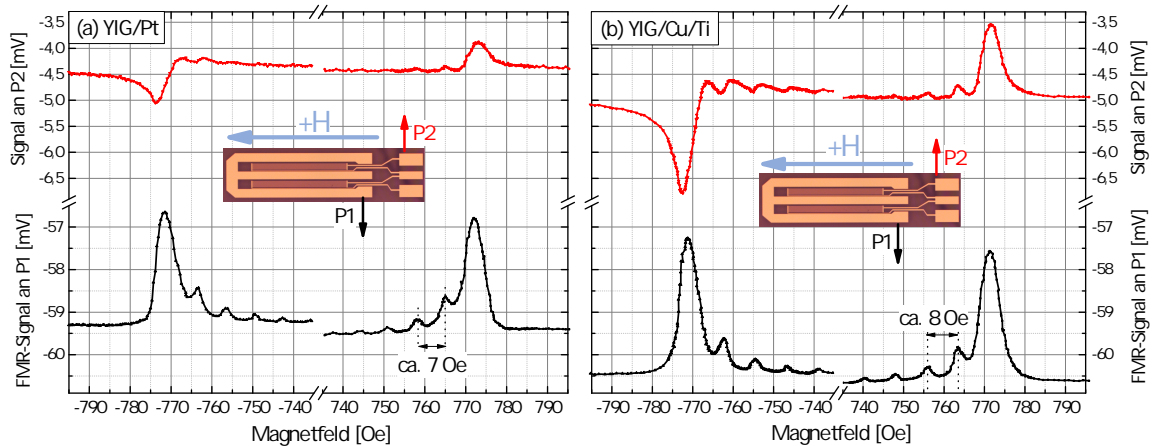 (a) YIG/Pt
Signal an P2 [mV]
-3.5
-4.0
-4.5
-5.0
-5.5
-6.0
-6.5
+H
P2
P1
FMR-Signal an P1 [mV]
-57
-58
-59
-60
ca. 7 Oe
-790 -780 -770 -760 -750 -740 740 750 760 770 780 790
Magnetfeld [Oe]
(b) YIG/Cu/Ti
-3.5
-4.0
-4.5
-5.0
-5.5
-6.0
-6.5
Signal an P2 [mV]
+H
P2
P1
ca. 8 Oe
-57
-58
-59
-60
FMR-Signal an P1 [mV]
-790 -780 -770 -760 -750 -740 740 750 760 770 780 790
Magnetfeld [Oe]